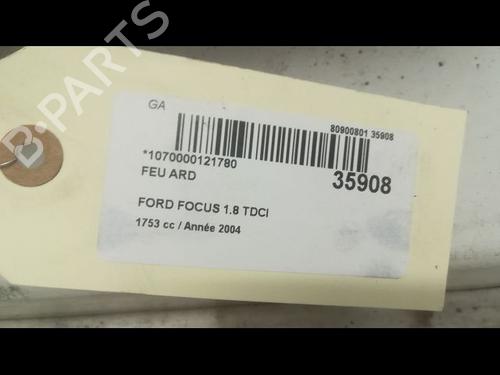 B-PARTS
GA
80900801 35908
*1070000121780
FEU ARD
35908
FORD FOCUS 1.8 TDCI
1753 cc / Année 2004